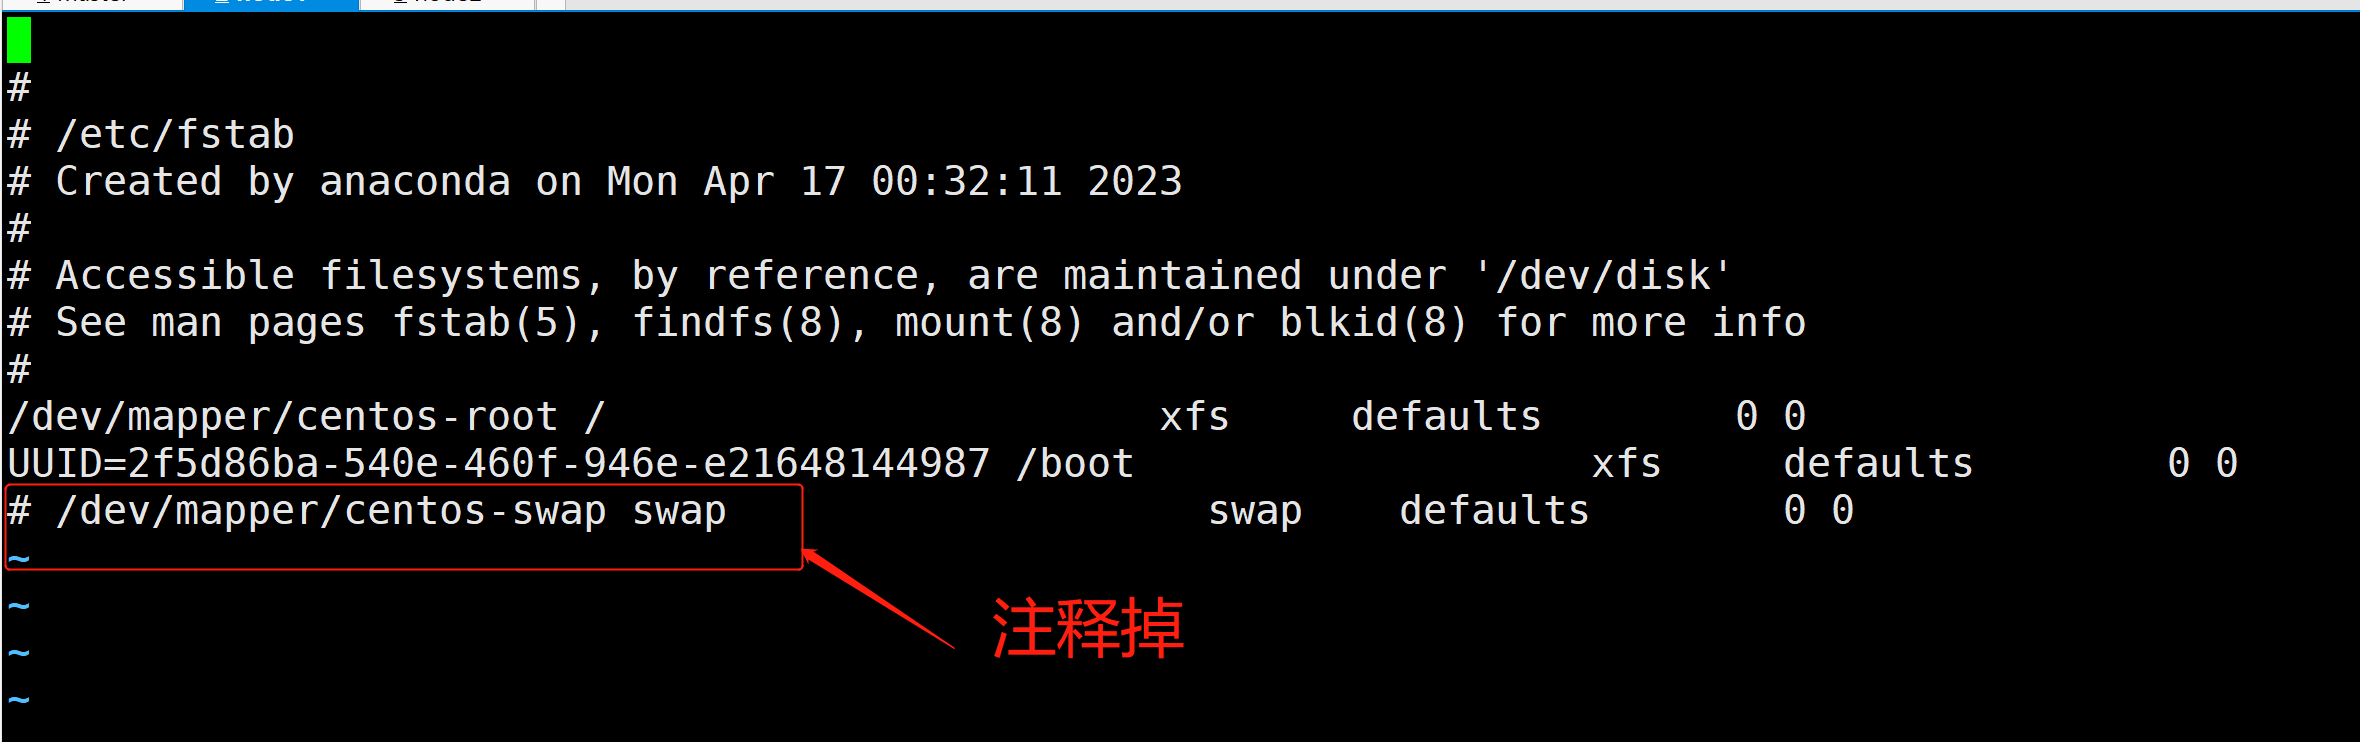 #
# /etc/fstab
# Created by anaconda on Mon Apr 17 00:32:11 2023
#
# Accessible filesystems, by reference, are maintained under '/dev/disk'
# See man pages fstab(5), findfs(8), mount(8) and/or blkid(8) for more info
#
/dev/mapper/centos-root / xfs defaults 0 0
UUID=2f5d86ba-540e-460f-946e-e21648144987 /boot xfs defaults 0 0
# /dev/mapper/centos-swap swap swap defaults 0 0
~
~
注释掉
~
~